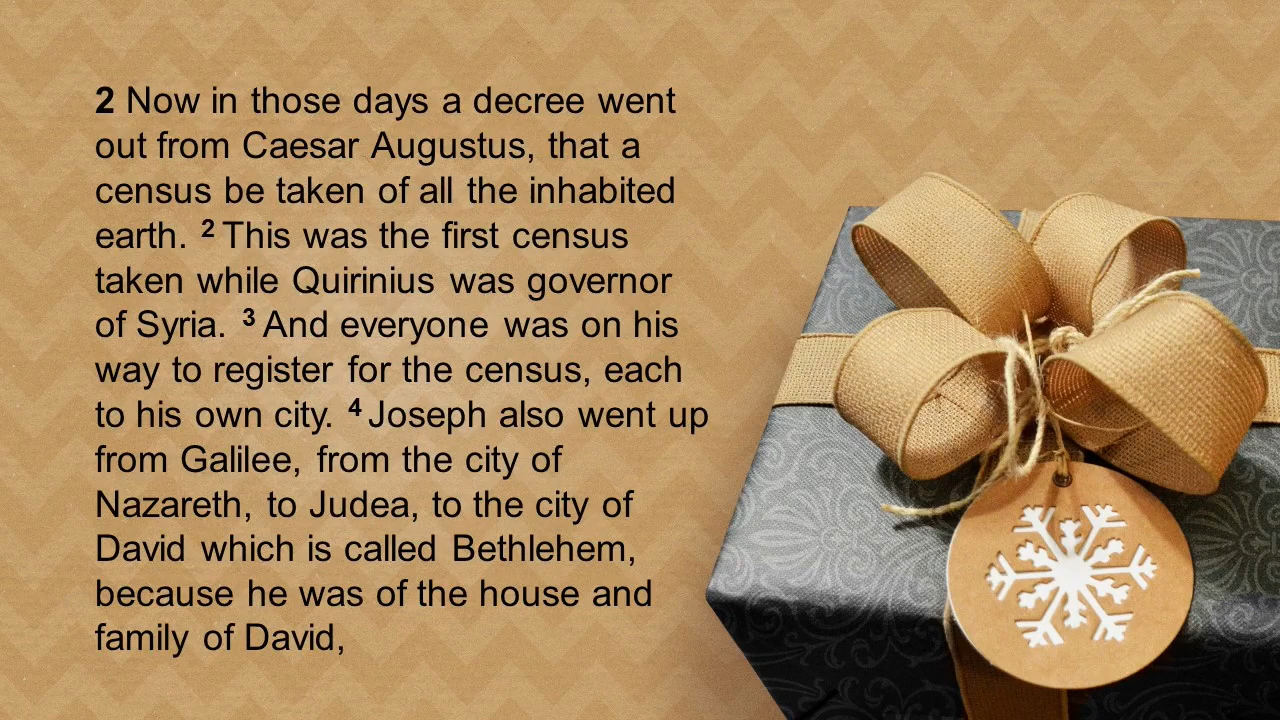 2 Now in those days a decree went
out from Caesar Augustus, that a
census be taken of all the inhabited
earth. 2 This was the first census
taken while Quirinius was governor
of Syria. 3 And everyone was on his
way to register for the census, each
to his own city. 4 Joseph also went up
from Galilee, from the city of
Nazareth, to Judea, to the city of
David which is called Bethlehem,
because he was of the house and
family of David,